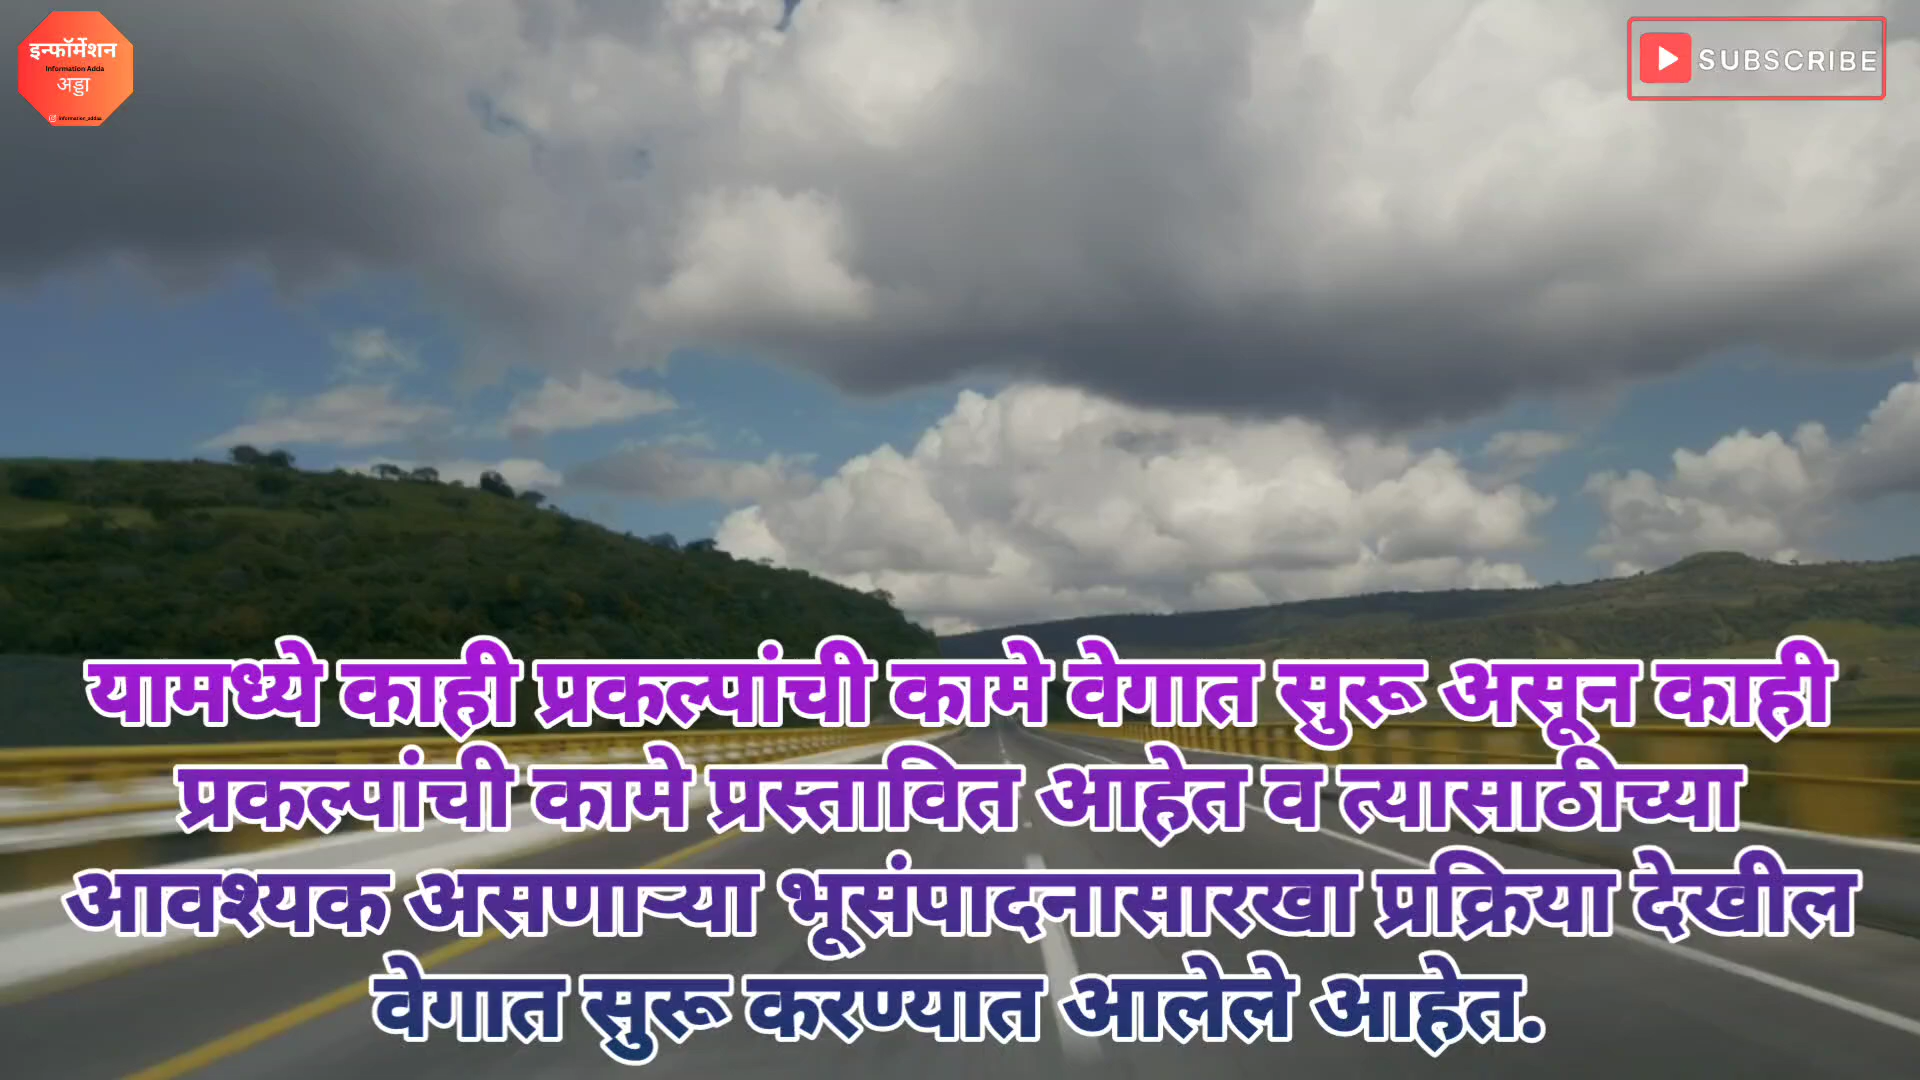 इन्फॉर्मेशन
Information Adda
अड्डा
information_addaa
SUBSCRIBE
यामध्ये काही प्रकल्पांची कामे वेगात सुरू असून काही
प्रकल्पांची कामे प्रस्तावित आहेत व त्यासाठीच्या
आवश्यक असणाऱ्या भूसंपादनासारखा प्रक्रिया देखील
वेगात सुरू करण्यात आलेले आहेत.